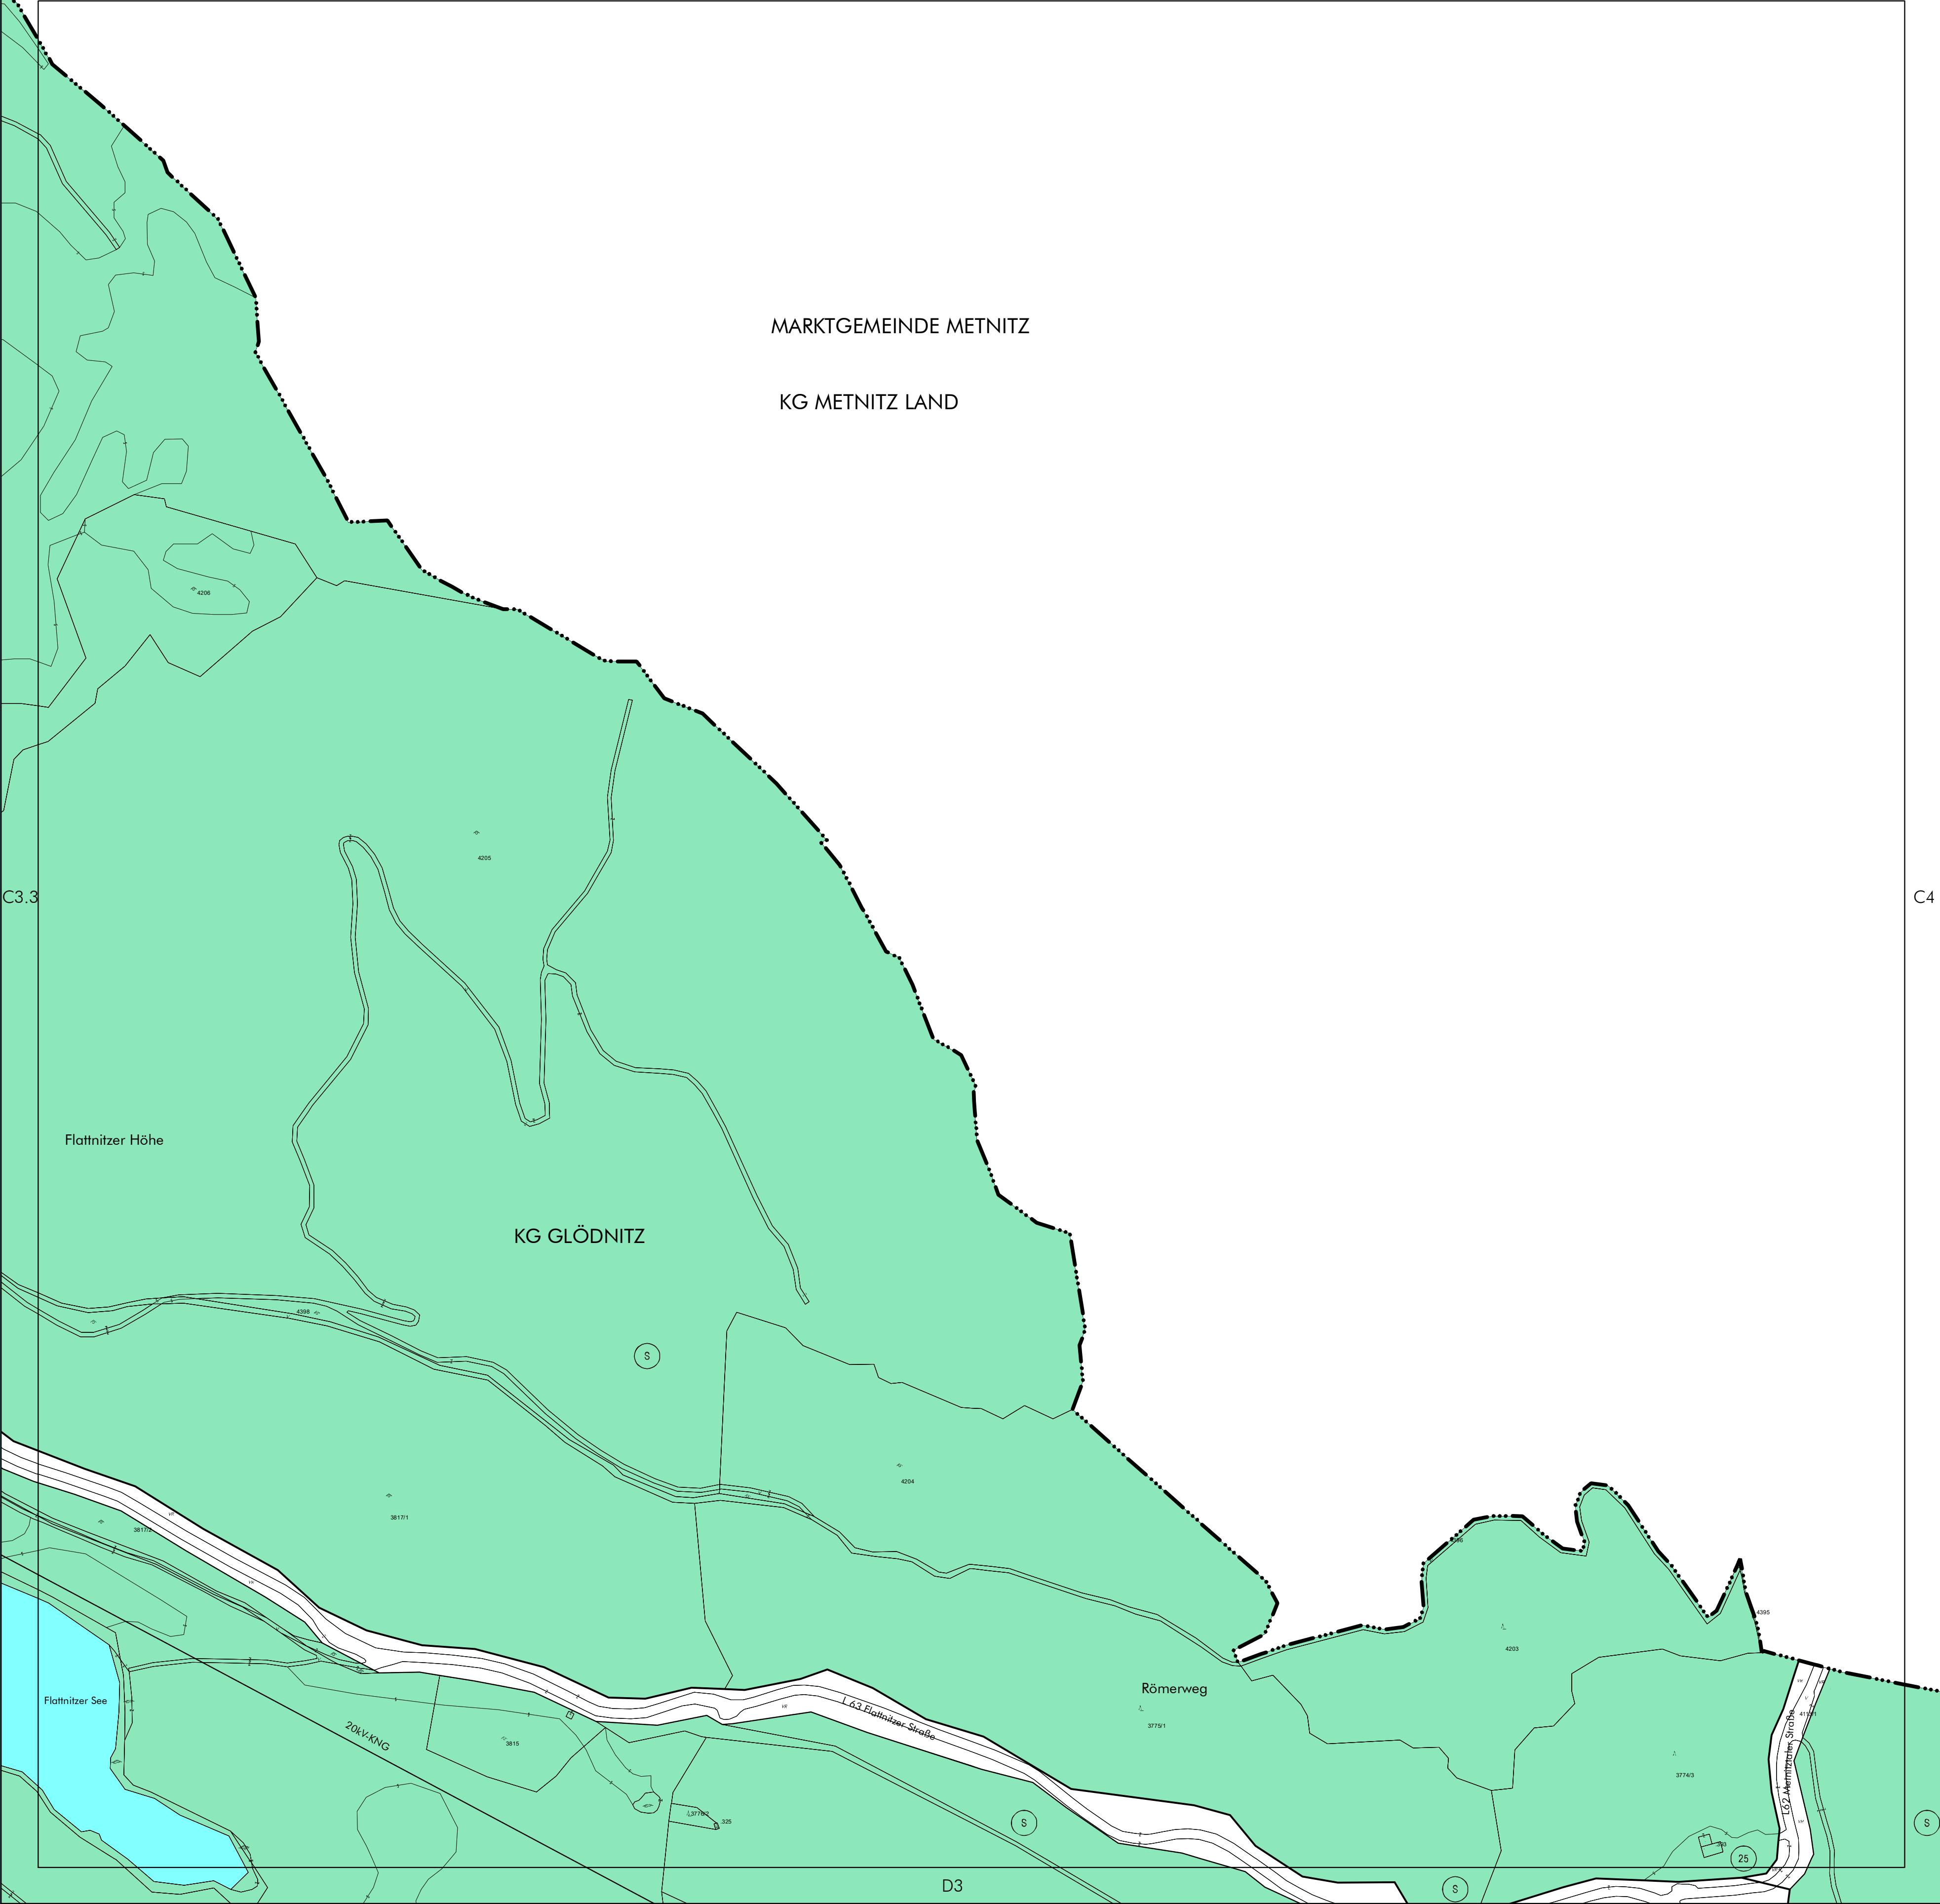 MARKTGEMEINDE METNITZ
KG METNITZ LAND
4206
4205
C3.3
C4
Flattnitzer Höhe
KG GLÖDNITZ
4398
S
4204
3817/1
3817/2
4203
4395
Römerweg
Flattnitzer See
L 63 Flattnitzer Straße
3775/1
20kV-KNG
3815
L62 Metnitztaler Straße
3774/3
.325
S
S
25
D3
S